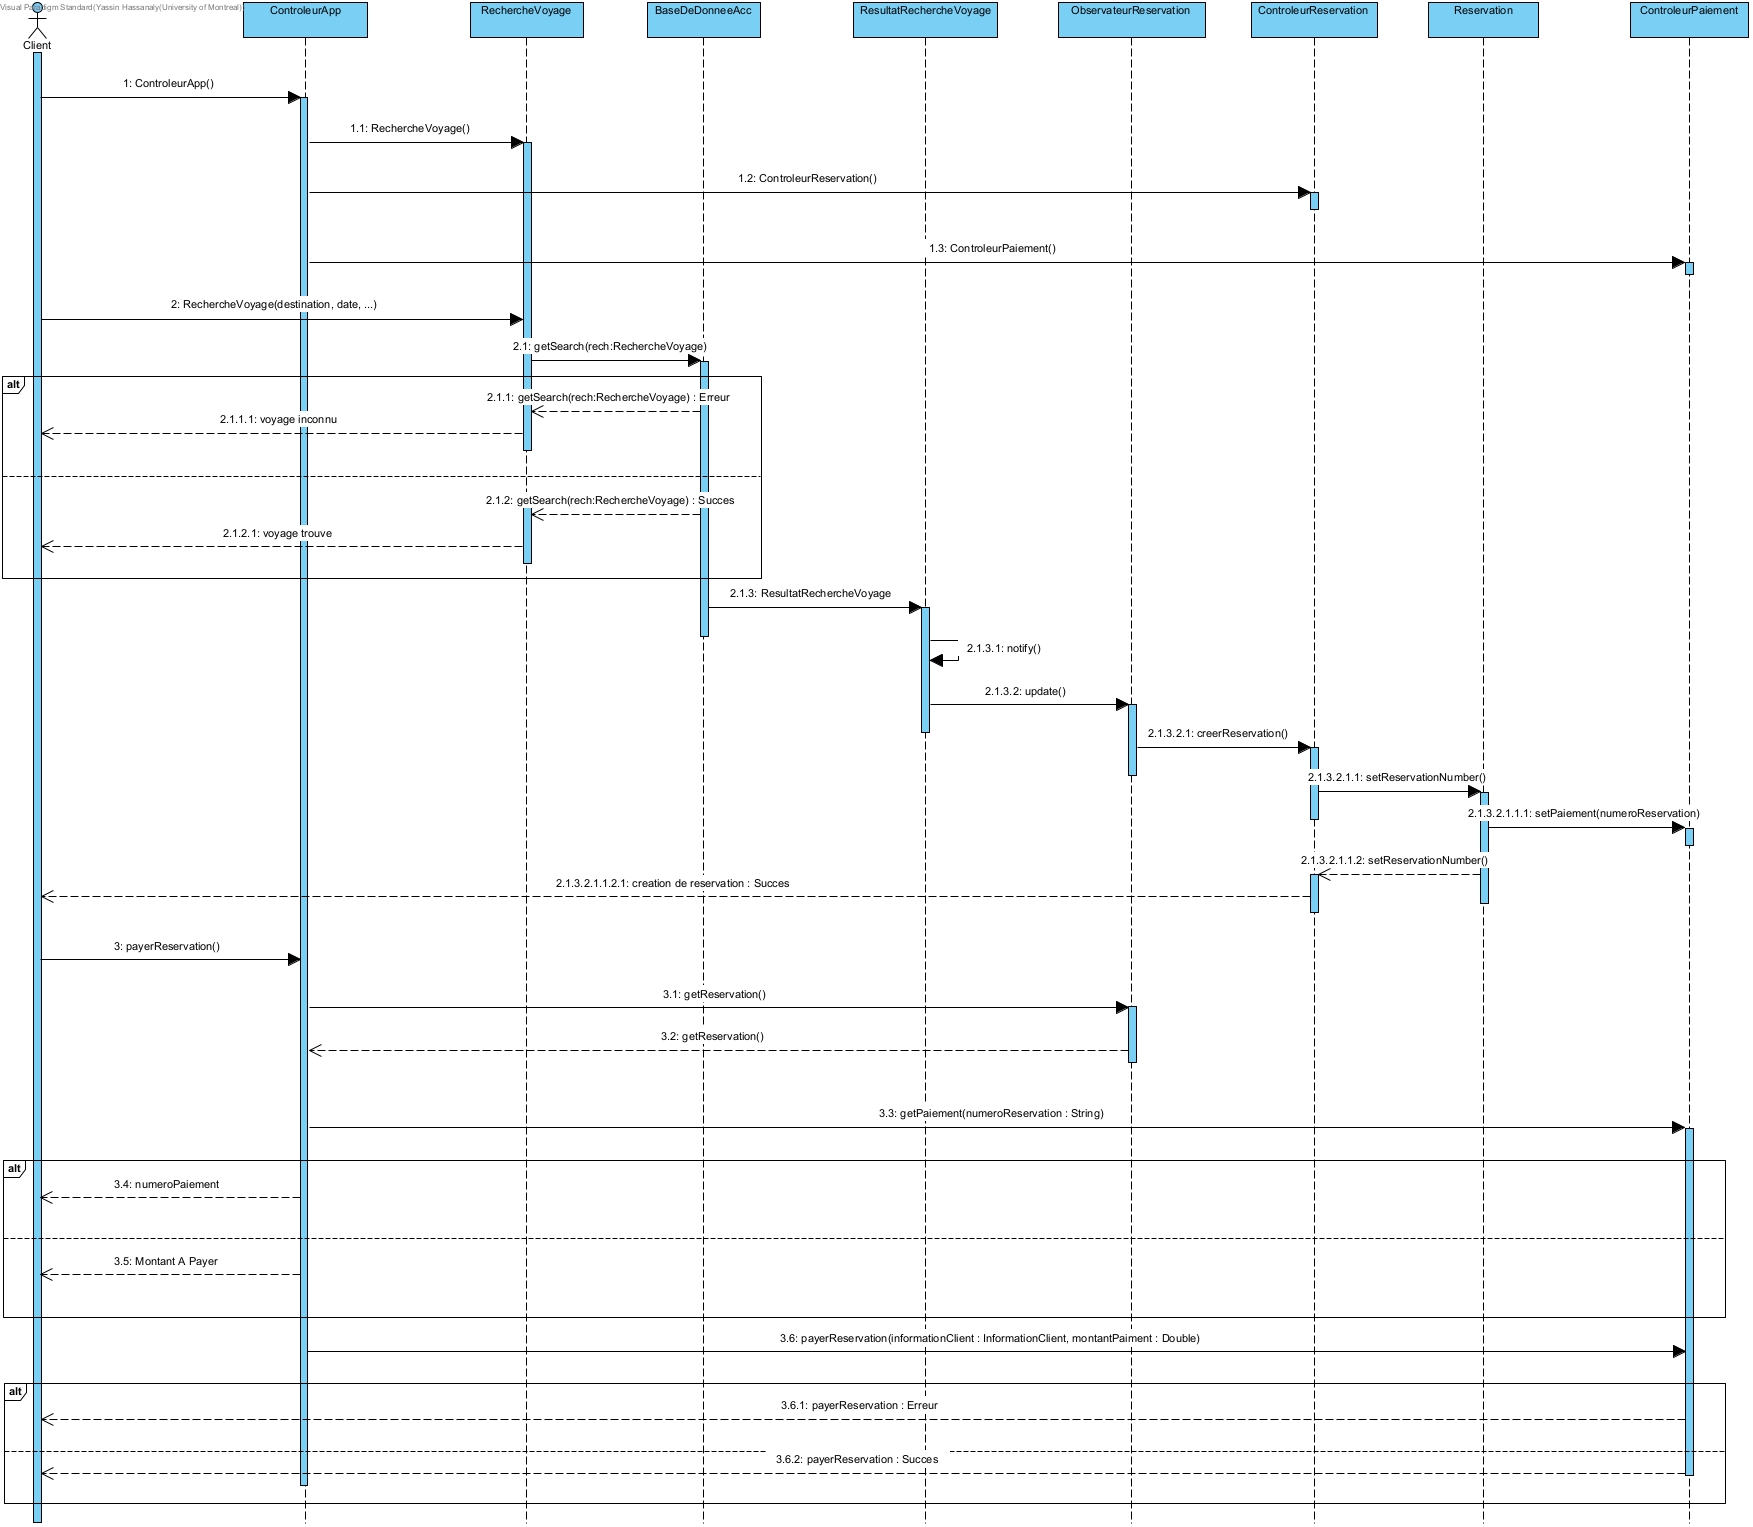 Visual Paradigm Standard(Yassin Hassanaly(University of Montreal))
ControleurApp
RechercheVoyage
BaseDeDonneeAcc
ResultatRechercheVoyage
ObservateurReservation
ControleurReservation
Reservation
ControleurPaiement
Client
1: ControleurApp()
1.1: RechercheVoyage()
1.2: ControleurReservation()
1.3: ControleurPaiement()
2: RechercheVoyage(destination, date, ...)
2.1: getSearch(rech:RechercheVoyage)
alt
2.1.1: getSearch(rech:RechercheVoyage) : Erreur
2.1.1.1: voyage inconnu
2.1.2: getSearch(rech:RechercheVoyage) : Succes
2.1.2.1: voyage trouve
2.1.3: ResultatRechercheVoyage
2.1.3.1: notify()
2.1.3.2: update()
2.1.3.2.1: creerReservation()
2.1.3.2.1.1: setReservationNumber()
2.1.3.2.1.1.1: setPaiement(numeroReservation)
2.1.3.2.1.1.2: setReservationNumber()
2.1.3.2.1.1.2.1: creation de reservation : Succes
3: payerReservation()
3.1: getReservation()
3.2: getReservation()
3.3: getPaiement(numeroReservation : String)
alt
3.4: numeroPaiement
3.5: Montant A Payer
3.6: payerReservation(informationClient : InformationClient, montantPaiment : Double)
alt
3.6.1: payerReservation : Erreur
3.6.2: payerReservation : Succes